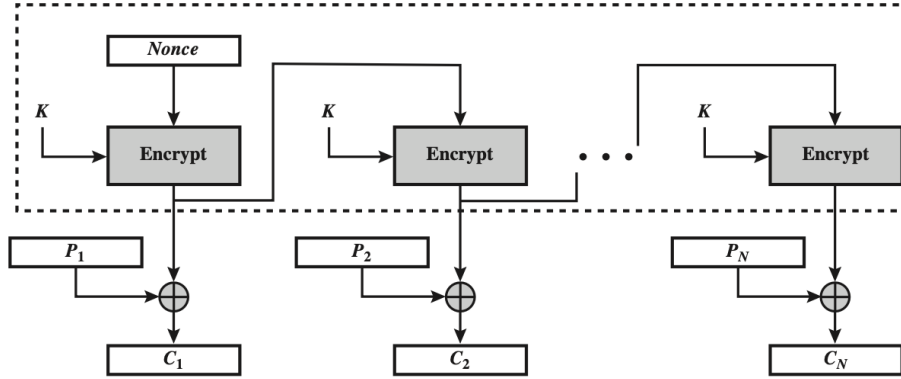 Nonce
K K K
Encrypt Encrypt Encrypt
P1 P2 PN
C1 C2 CN